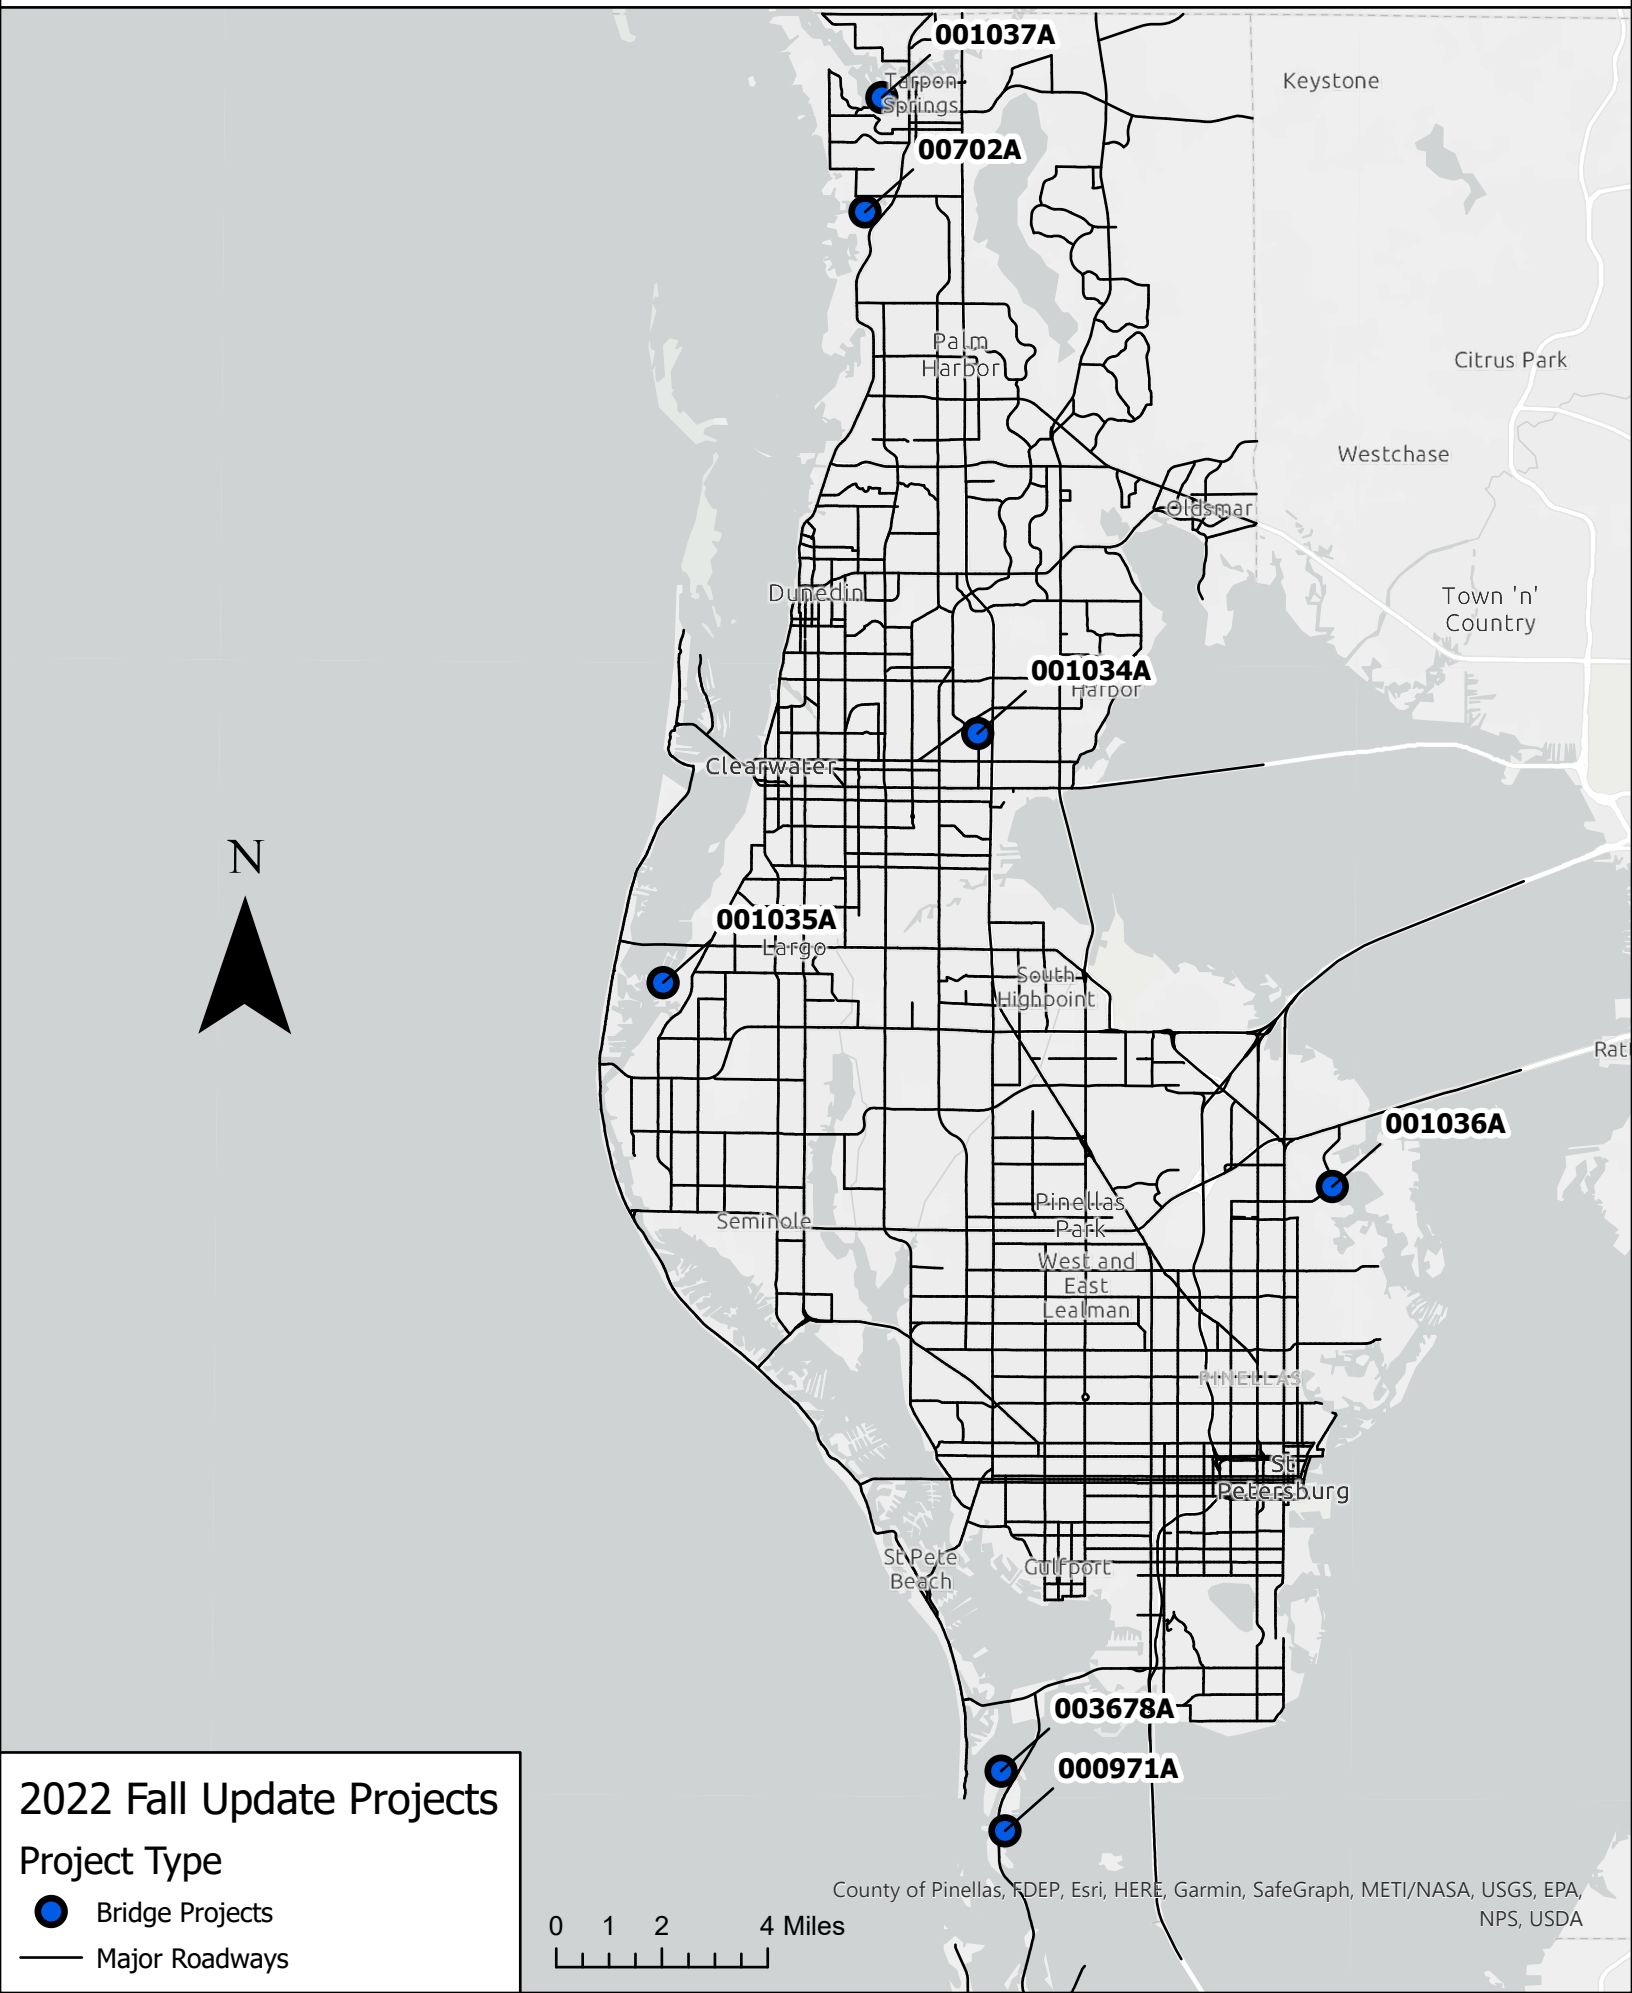 001037A
Tarpon
Springs
Keystone
00702A
Palm
Harbor
Citrus Park
Westchase
Oldsmar
Dunedin
Town 'n'
Country
001034A
Harbor
Clearwater
N
001035A
Largo
South
Highpoint
Ratt
001036A
Pinellas
Park
Seminole
West and
East
Lealman
PINELLAS
St
Petersburg
St Pete
Beach
Gulfport
003678A
000971A
2022 Fall Update Projects
Project Type
Bridge Projects
Major Roadways
0 1 2 4 Miles
County of Pinellas, FDEP, Esri, HERE, Garmin, SafeGraph, METI/NASA, USGS, EPA,
NPS, USDA